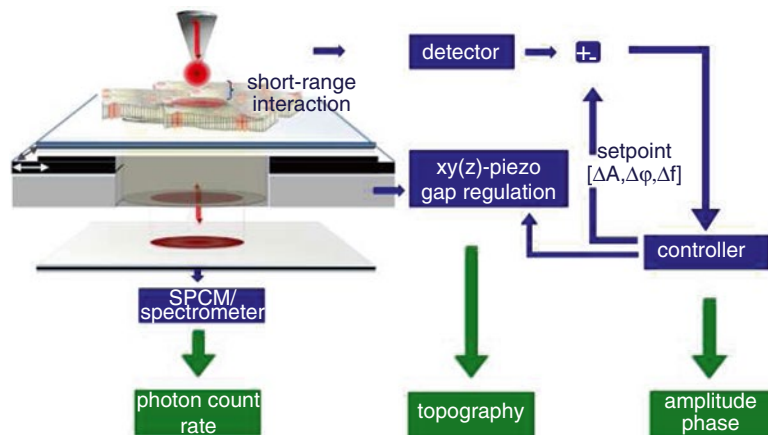 short-range
interaction
detector
+-
xy(z)-piezo
gap regulation
setpoint
[ΔA,Δφ,Δf]
controller
SPCM/
spectrometer
photon count
rate
topography
amplitude
phase